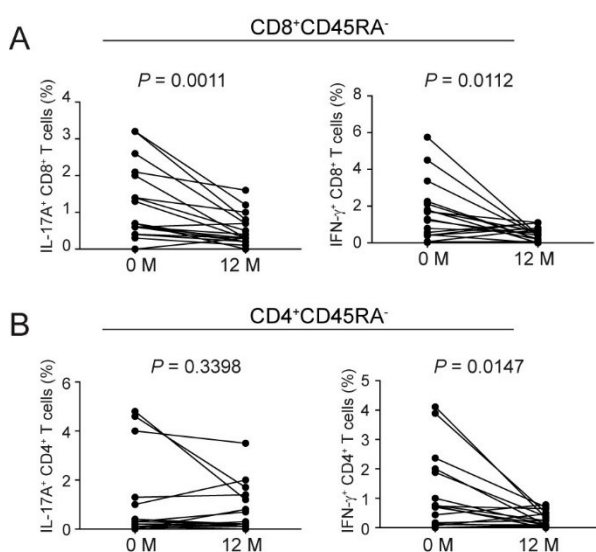 A
CD8⁺CD45RA⁻
P = 0.0011
IL-17A⁺ CD8⁺ T cells (%)
4
3
2
1
0
0 M
12 M
P = 0.0112
IFN-γ⁺ CD8⁺ T cells (%)
8
6
4
2
0
0 M
12 M
B
CD4⁺CD45RA⁻
P = 0.3398
IL-17A⁺ CD4⁺ T cells (%)
6
4
2
0
0 M
12 M
P = 0.0147
IFN-γ⁺ CD4⁺ T cells (%)
5
4
3
2
1
0
0 M
12 M